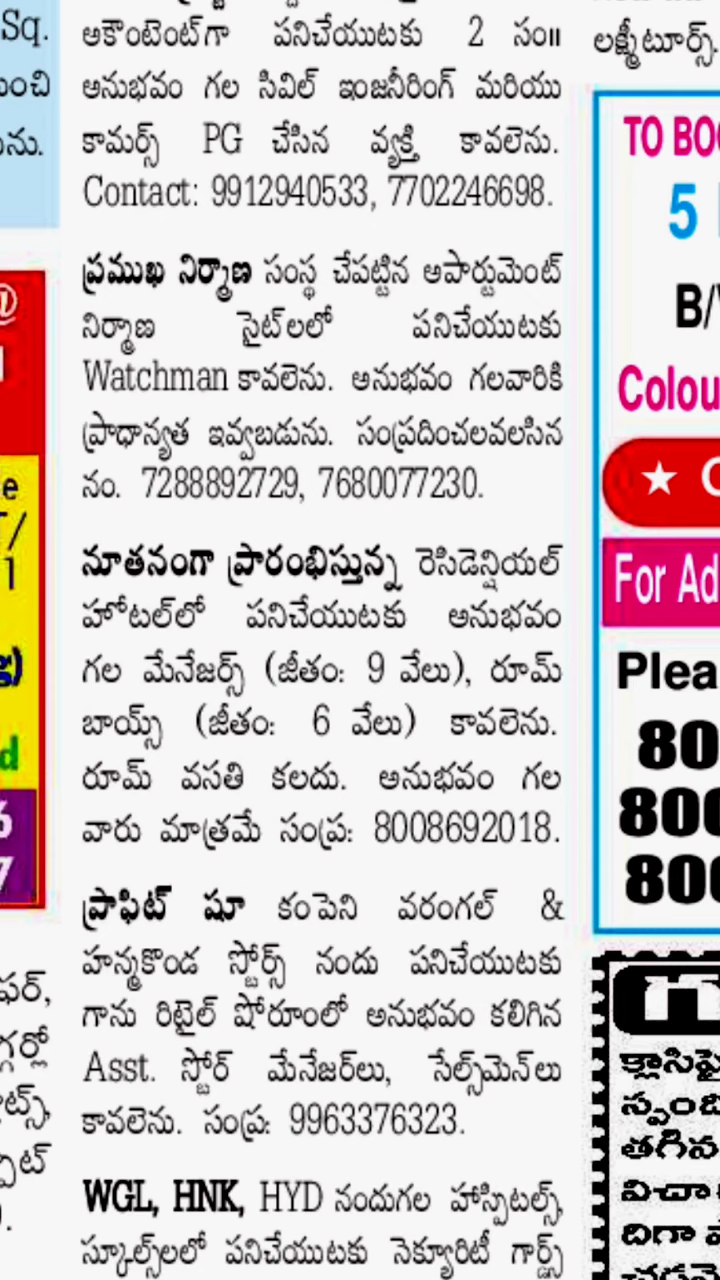 Sq.
ఆకౌంటెంట్‌గా పనిచేయుటకు 2 సం॥
అనుభవం గల సివిల్ ఇంజనీరింగ్ మరియు
కామర్స్ PG చేసిన వ్యక్తి కావలెను.
Contact: 9912940533, 7702246698.
ప్రముఖ నిర్మాణ సంస్థ చేపట్టిన అపార్టుమెంట్
నిర్మాణ సైట్‌లలో పనిచేయుటకు
Watchman కావలెను. అనుభవం గలవారికి
ప్రాధాన్యత ఇవ్వబడును. సంప్రదించలవలసిన
నం. 7288892729, 7680077230.
నూతనంగా ప్రారంభిస్తున్న రెసిడెన్షియల్
హోటల్‌లో పనిచేయుటకు అనుభవం
గల మేనేజర్స్ (జీతం: 9 వేలు), రూమ్
బాయ్స్ (జీతం: 6 వేలు) కావలెను.
రూమ్ వసతి కలదు. అనుభవం గల
వారు మాత్రమే సంప్ర: 8008692018.
ప్రాఫిట్ షూ కంపెని వరంగల్ &
హన్మకొండ స్టోర్స్ నందు పనిచేయుటకు
గాను రిటైల్ షోరూంలో అనుభవం కలిగిన
Asst. స్టోర్ మేనేజర్‌లు, సేల్స్‌మెన్‌లు
కావలెను. సంప్ర: 9963376323.
WGL, HNK, HYD నందుగల హాస్పిటల్స్,
స్కూల్స్‌లలో పనిచేయుటకు సెక్యూరిటీ గార్డ్స్
లక్ష్మీటూర్స్.
TO BOO
5
B/
Colou
For Ad
Plea
80
800
800